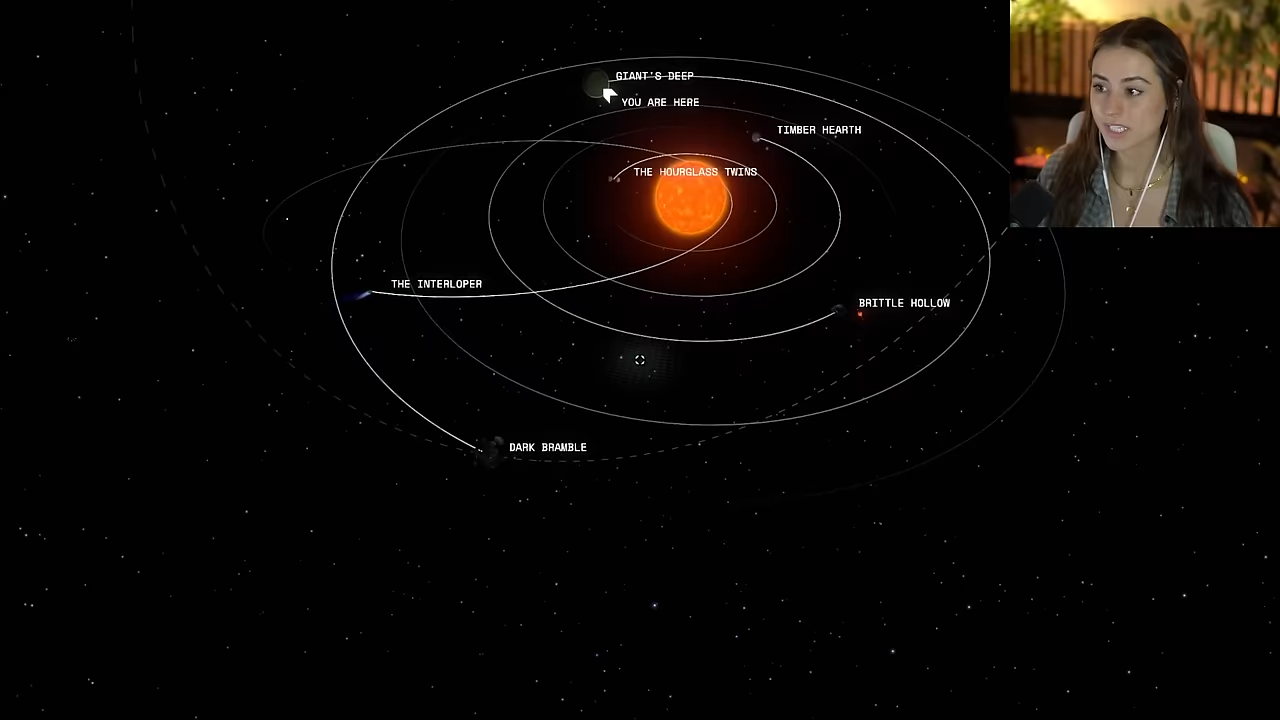 GIANT'S DEEP
YOU ARE HERE
TIMBER HEARTH
THE HOURGLASS TWINS
THE INTERLOPER
BRITTLE HOLLOW
DARK BRAMBLE